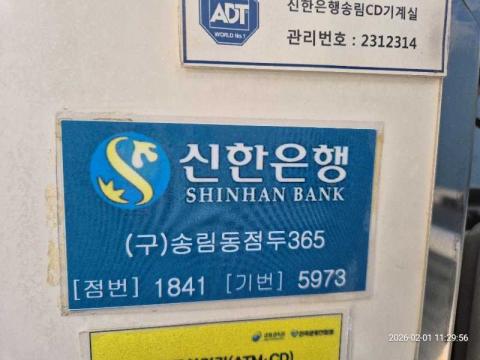 ADT
WORLD No.1
신한은행송림CD기계실
관리번호 : 2312314
신한은행
SHINHAN BANK
(구)송림동점두365
[점번] 1841 [기번] 5973
(ATM·CD)
2026-02-01 11:29:56